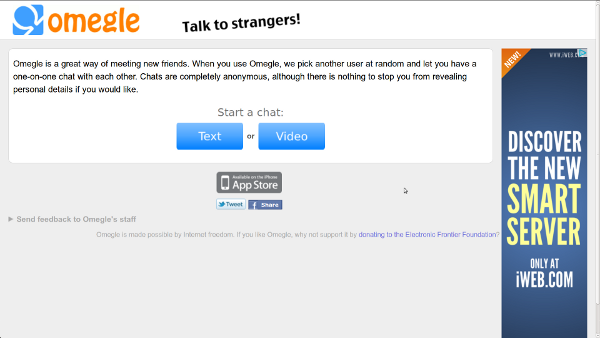 omegle
Talk to strangers!
Omegle is a great way of meeting new friends. When you use Omegle, we pick another user at random and let you have a
one-on-one chat with each other. Chats are completely anonymous, although there is nothing to stop you from revealing
personal details if you would like.
Start a chat:
Text or Video
Available on the iPhone
App Store
Tweet Share
Send feedback to Omegle's staff
Omegle is made possible by Internet freedom. If you like Omegle, why not support it by donating to the Electronic Frontier Foundation?
NEW!
DISCOVER
THE NEW
SMART
SERVER
ONLY AT
iWEB.COM